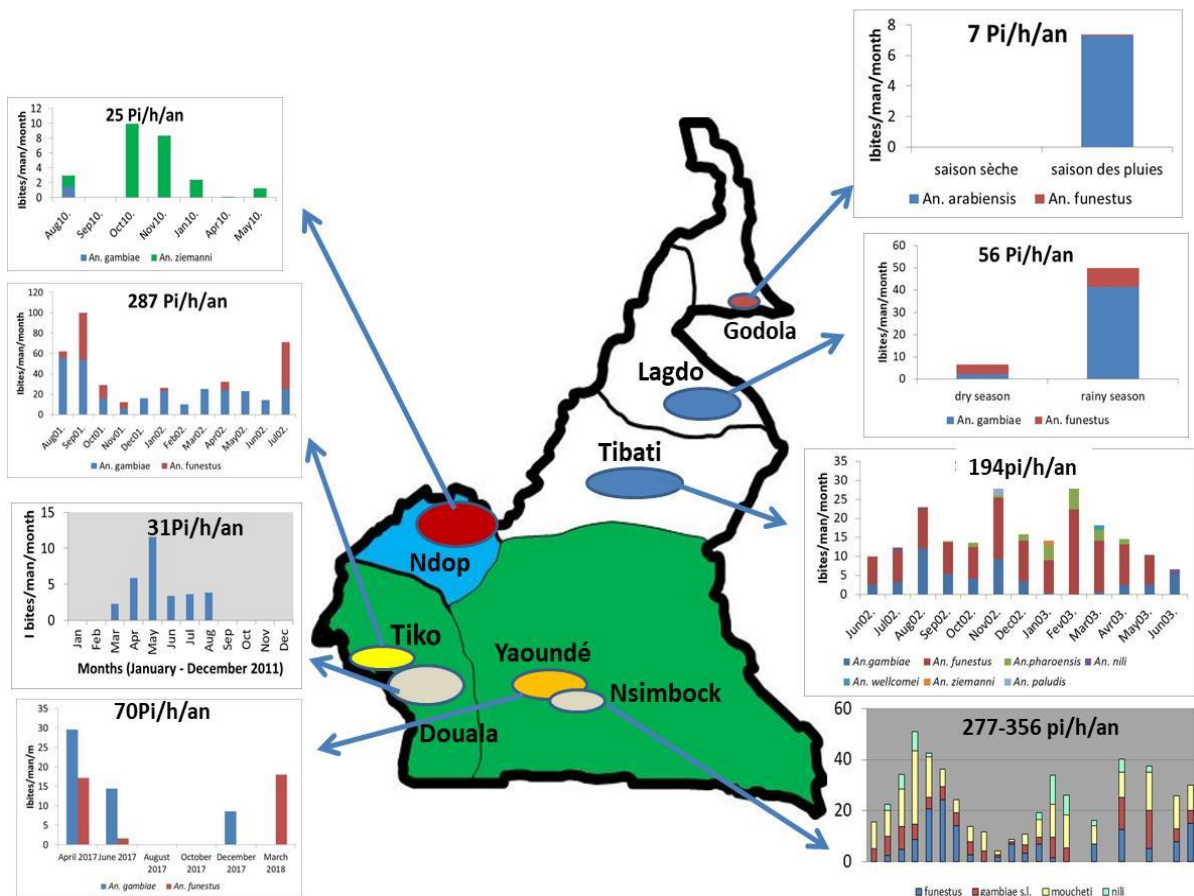 25 Pi/h/an
Ibites/man/month
12
10
8
6
4
2
0
Aug10.
Sep10.
Oct10.
Nov10.
Jan10.
Apr10.
May10.
An. gambiae
An. ziemanni
287 Pi/h/an
Ibites/man/month
120
100
80
60
40
20
0
Aug01.
Sep01.
Oct01.
Nov01.
Dec01.
Jan02.
Feb02.
Mar02.
Apr02.
May02.
Jun02.
Jul02.
An. gambiae
An. funestus
31Pi/h/an
I bites/man/month
15
10
5
0
Jan
Feb
Mar
Apr
May
Jun
Jul
Aug
Sep
Oct
Nov
Dec
Months (January - December 2011)
70Pi/h/an
Ibites/man/m
35
30
25
20
15
10
5
0
April 2017
June 2017
August
2017
October
2017
December
2017
March
2018
An. gambiae
An. funestus
Godola
Lagdo
Tibati
Ndop
Tiko
Yaoundé
Nsimbock
Douala
7 Pi/h/an
Ibites/man/month
8
6
4
2
0
saison sèche
saison des pluies
An. arabiensis
An. funestus
56 Pi/h/an
Ibites/man/month
60
50
40
30
20
10
0
dry season
rainy season
An. gambiae
An. funestus
194pi/h/an
Ibites/man/month
35
30
25
20
15
10
5
0
Jun02.
Jul02.
Aug02.
Sep02.
Oct02.
Nov02.
Dec02.
Jan03.
Fev03.
Mar03.
Avr03.
May03.
Jun03.
An.gambiae
An. funestus
An.pharoensis
An. nili
An. wellcomei
An. ziemanni
An. paludis
277-356 pi/h/an
60
40
20
0
funestus
gambiae s.l.
moucheti
nili